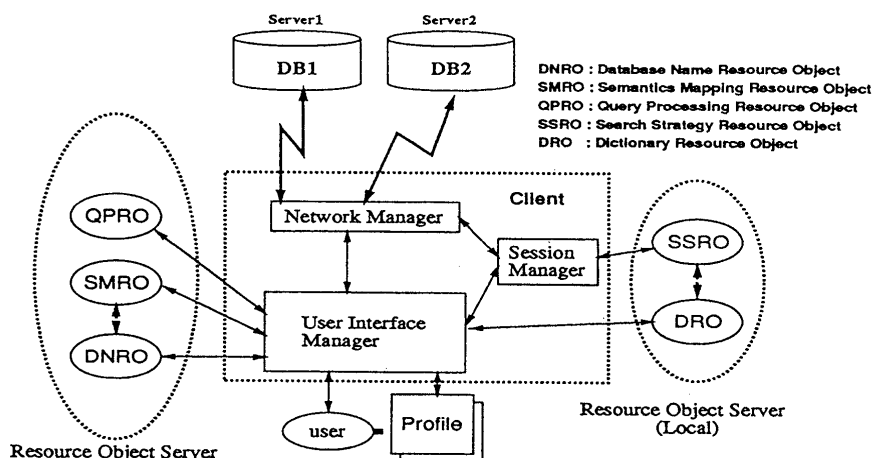 Server1
Server2
DB1
DB2
DNRO : Database Name Resource Object
SMRO : Semantics Mapping Resource Object
QPRO : Query Processing Resource Object
SSRO : Search Strategy Resource Object
DRO : Dictionary Resource Object
Client
QPRO
Network Manager
SSRO
Session
Manager
SMRO
User Interface
Manager
DRO
DNRO
user
Profile
Resource Object Server
(Local)
Resource Object Server